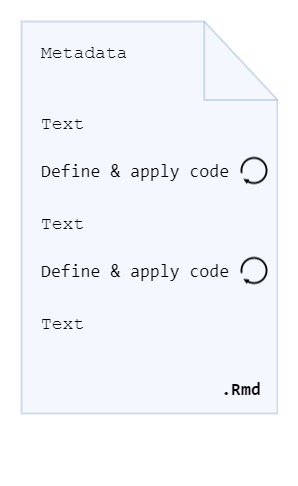 Metadata
Text
Define & apply code
Text
Define & apply code
Text
.Rmd